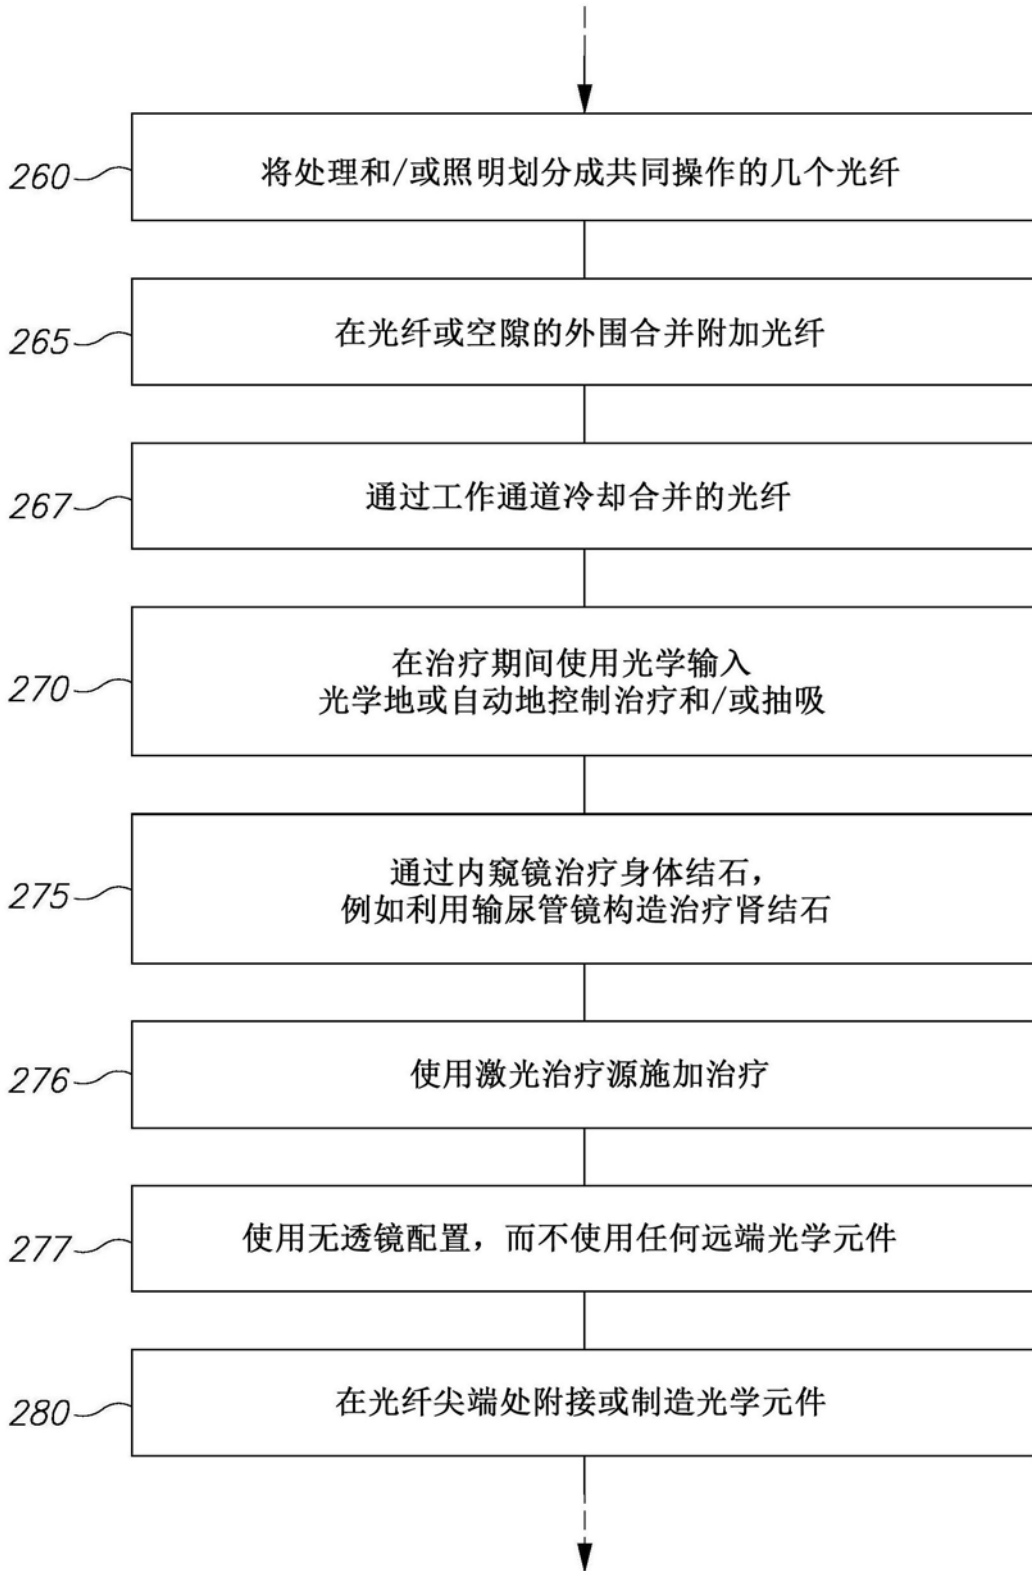 260
将处理和/或照明划分成共同操作的几个光纤
265
在光纤或空隙的外围合并附加光纤
267
通过工作通道冷却合并的光纤
270
在治疗期间使用光学输入
光学地或自动地控制治疗和/或抽吸
275
通过内窥镜治疗身体结石，
例如利用输尿管镜构造治疗肾结石
276
使用激光治疗源施加治疗
277
使用无透镜配置，而不使用任何远端光学元件
280
在光纤尖端处附接或制造光学元件